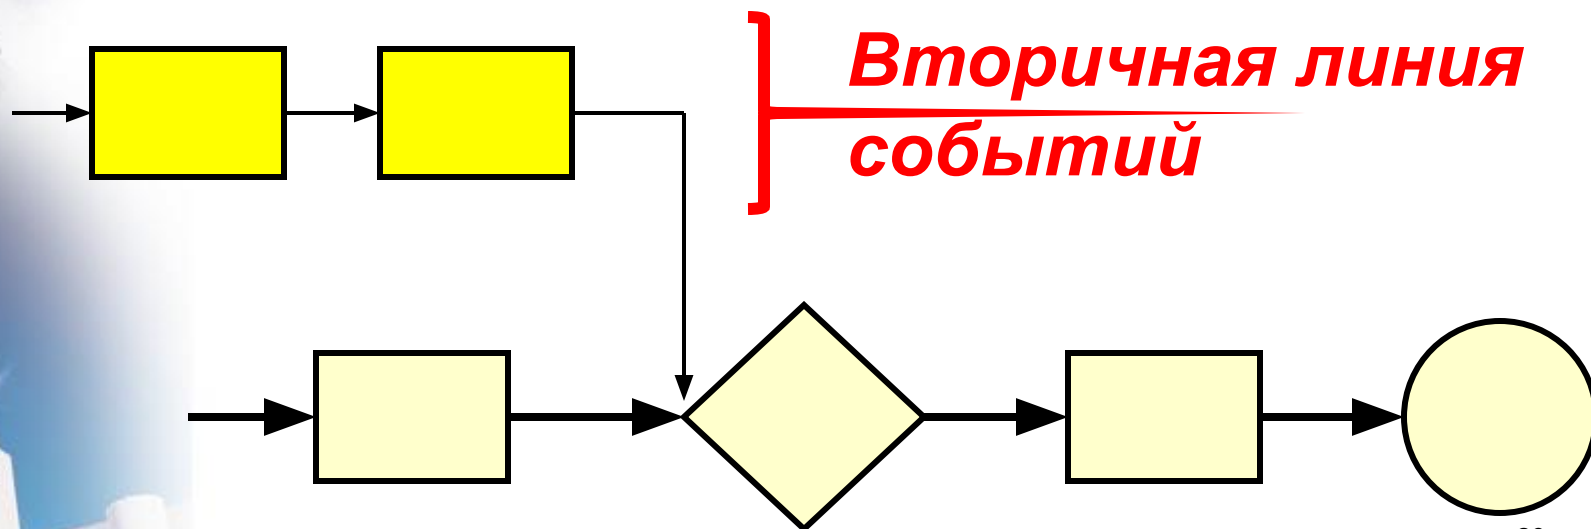 Вторичная линия
событий